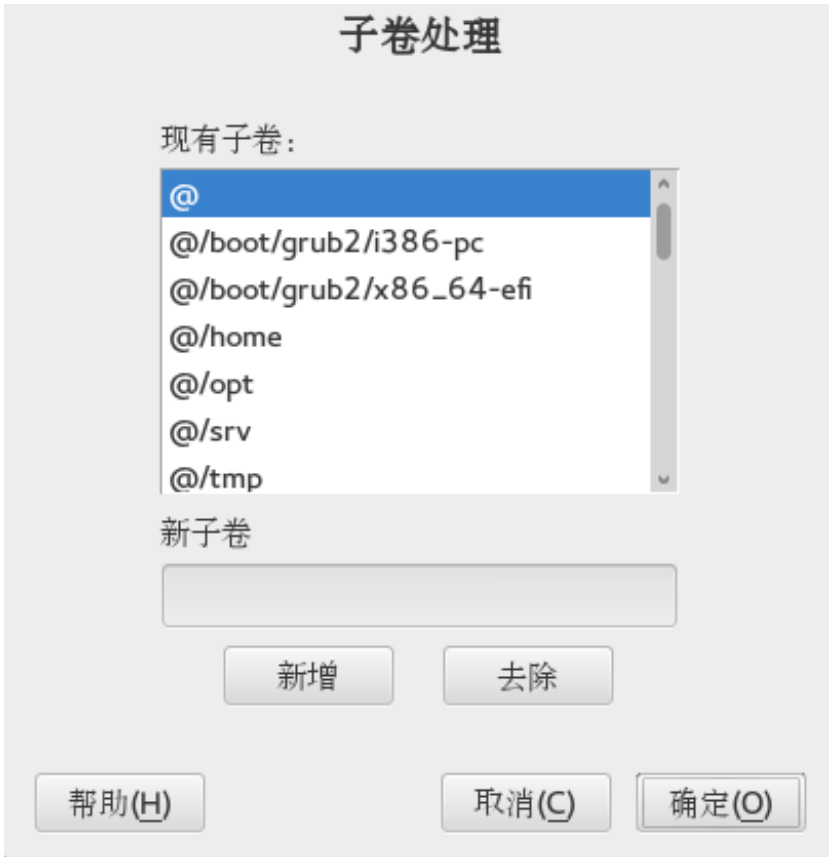 子卷处理
现有子卷：
@
@/boot/grub2/i386-pc
@/boot/grub2/x86_64-efi
@/home
@/opt
@/srv
@/tmp
新子卷
新增 去除
帮助(H) 取消(C) 确定(O)